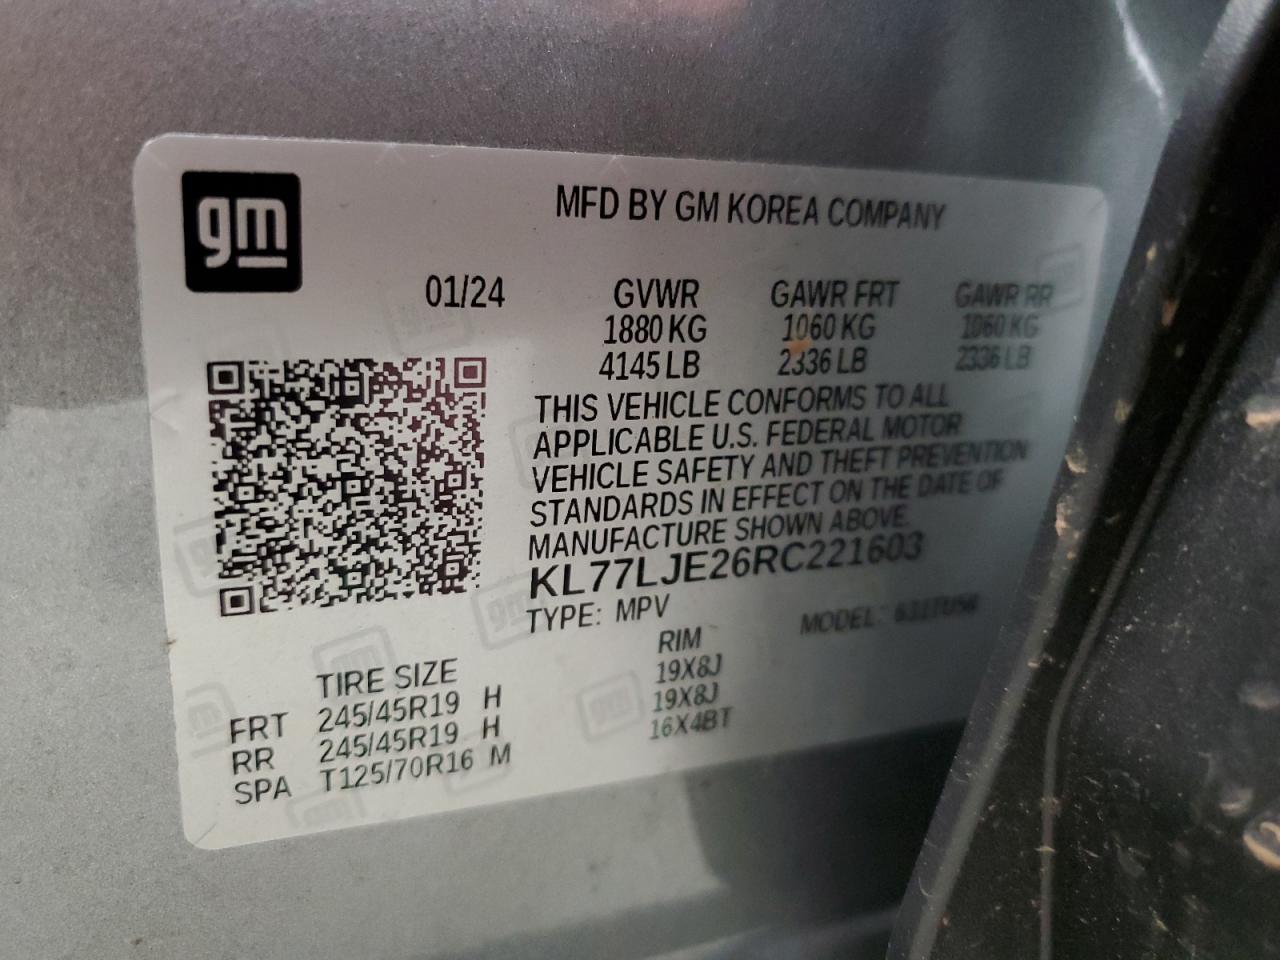 gm
MFD BY GM KOREA COMPANY
01/24 GVWR GAWR FRT GAWR RR
1880 KG 1060 KG 1060 KG
4145 LB 2336 LB 2336 LB
THIS VEHICLE CONFORMS TO ALL
APPLICABLE U.S. FEDERAL MOTOR
VEHICLE SAFETY AND THEFT PREVENTION
STANDARDS IN EFFECT ON THE DATE OF
MANUFACTURE SHOWN ABOVE.
KL77LJE26RC221603
TYPE: MPV MODEL:
TIRE SIZE RIM
FRT 245/45R19 H 19X8J
RR 245/45R19 H 19X8J
SPA T125/70R16 M 16X4BT